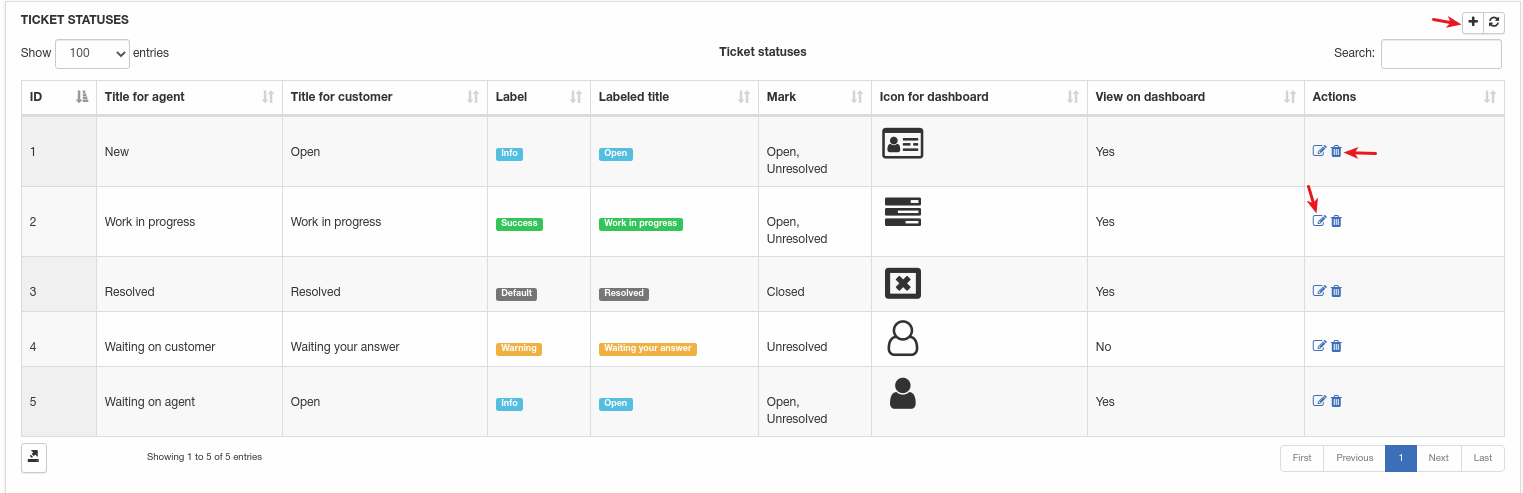 TICKET STATUSES
Show 100 entries Ticket statuses Search:
ID Title for agent Title for customer Label Labeled title Mark Icon for dashboard View on dashboard Actions
1 New Open Info Open Open, Yes
Unresolved
2 Work in progress Work in progress Success Work in progress Open, Yes
Unresolved
3 Resolved Resolved Default Resolved Closed Yes
4 Waiting on customer Waiting your answer Warning Waiting your answer Unresolved No
5 Waiting on agent Open Info Open Open, Yes
Unresolved
Showing 1 to 5 of 5 entries First Previous 1 Next Last